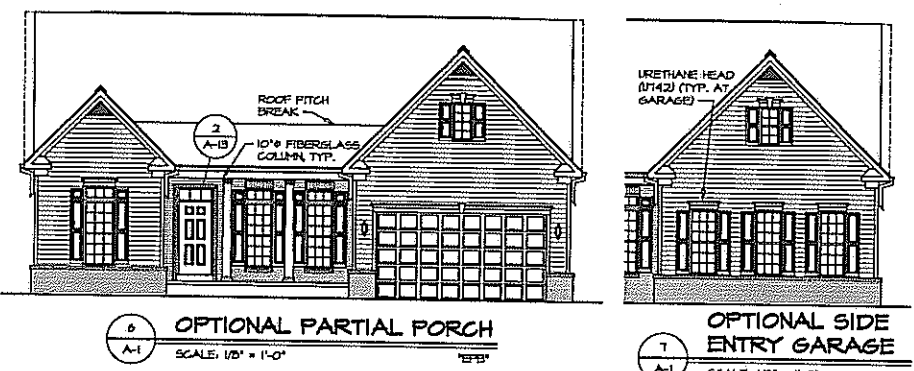 ROOF PITCH
BREAK
2
A-13
10"Φ FIBERGLASS
COLUMN, TYP.
6
A-1
OPTIONAL PARTIAL PORCH
SCALE: 1/8" = 1'-0"
"EPB"
URETHANE HEAD
(U742) (TYP. AT
GARAGE)
7
A-1
OPTIONAL SIDE
ENTRY GARAGE